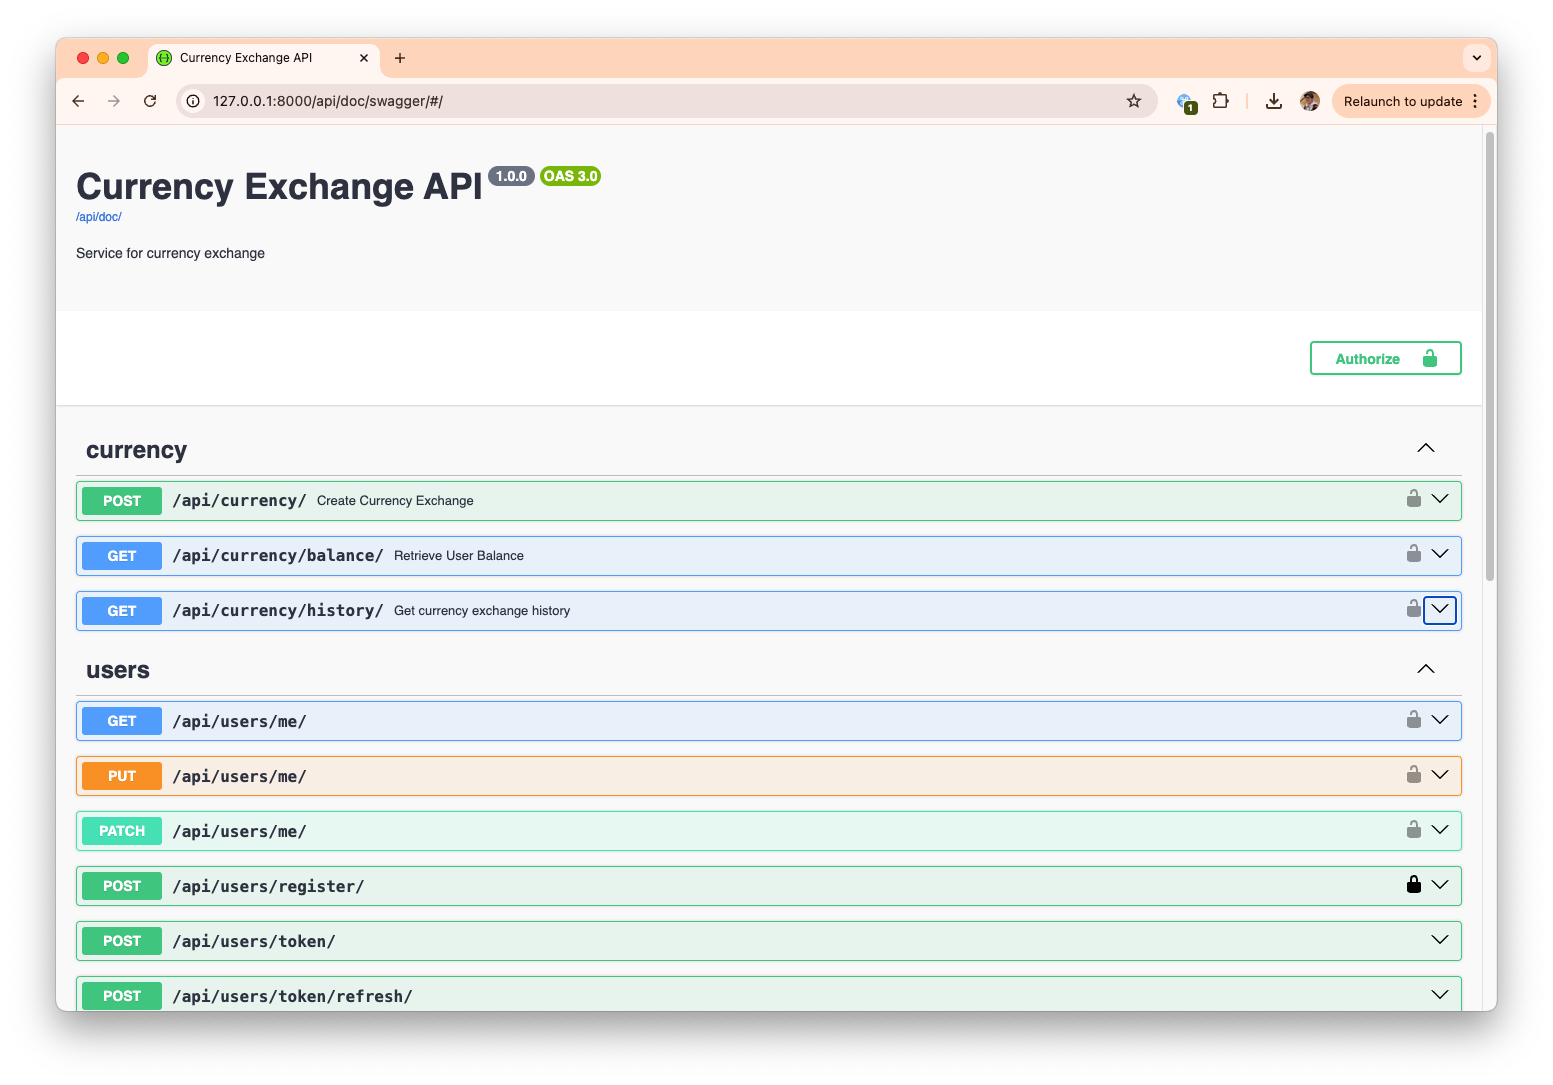 Currency Exchange API
127.0.0.1:8000/api/doc/swagger/#/
1
Relaunch to update
Currency Exchange API 1.0.0 OAS 3.0
/api/doc/
Service for currency exchange
Authorize
currency
POST /api/currency/ Create Currency Exchange
GET /api/currency/balance/ Retrieve User Balance
GET /api/currency/history/ Get currency exchange history
users
GET /api/users/me/
PUT /api/users/me/
PATCH /api/users/me/
POST /api/users/register/
POST /api/users/token/
POST /api/users/token/refresh/